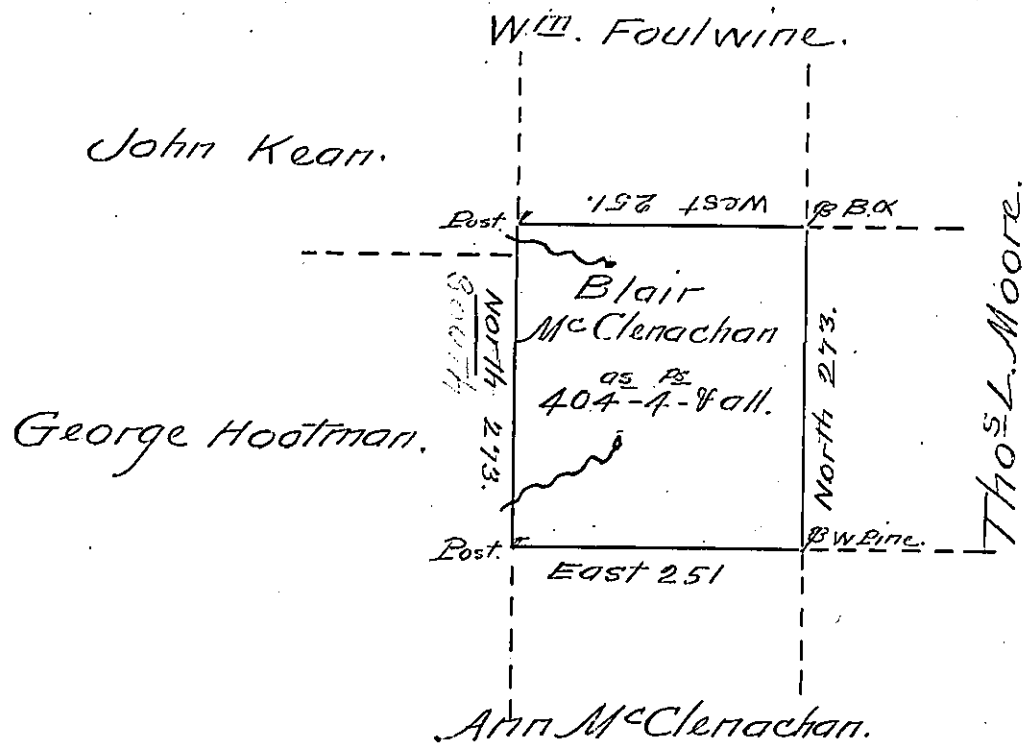 Wm. Foulwine.
John Kean.
West 251.
Post.
B.O.
Blair
McClenachan
South
North 273.
404 as - 4 ps - & all.
North 273.
Thos L. Moore.
George Hootman.
Post.
W Pine.
East 251
Ann McClenachan.